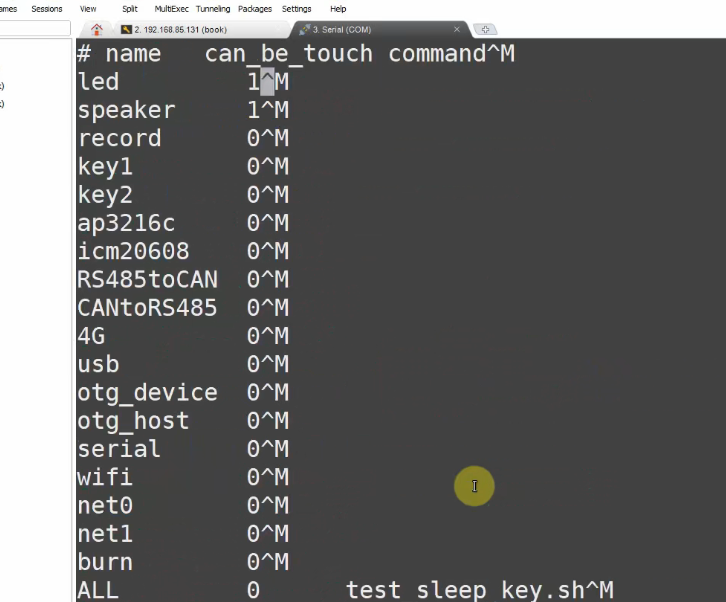 ames Sessions View Split MultiExec Tunneling Packages Settings Help
2. 192.168.85.131 (book) 3. Serial (COM)
# name can_be_touch command^M
led 1^M
speaker 1^M
record 0^M
key1 0^M
key2 0^M
ap3216c 0^M
icm20608 0^M
RS485toCAN 0^M
CANtoRS485 0^M
4G 0^M
usb 0^M
otg_device 0^M
otg_host 0^M
serial 0^M
wifi 0^M
net0 0^M
net1 0^M
burn 0^M
ALL 0 test sleep key.sh^M